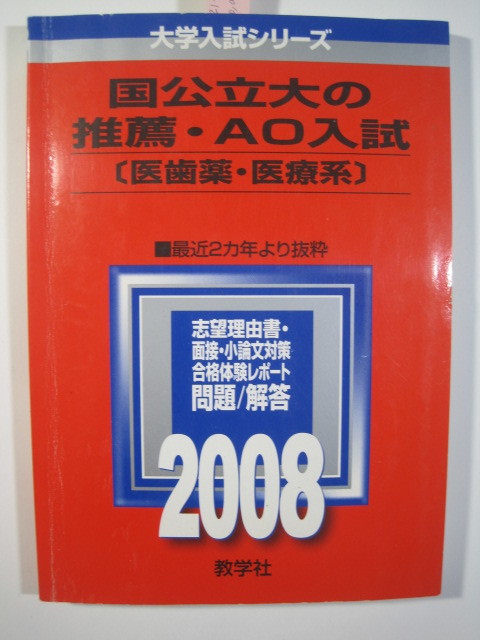 大学入試シリーズ
国公立大の
推薦・AO入試
〔医歯薬・医療系〕
■最近2カ年より抜粋
志望理由書・
面接・小論文対策
合格体験レポート
問題/解答
2008
教学社